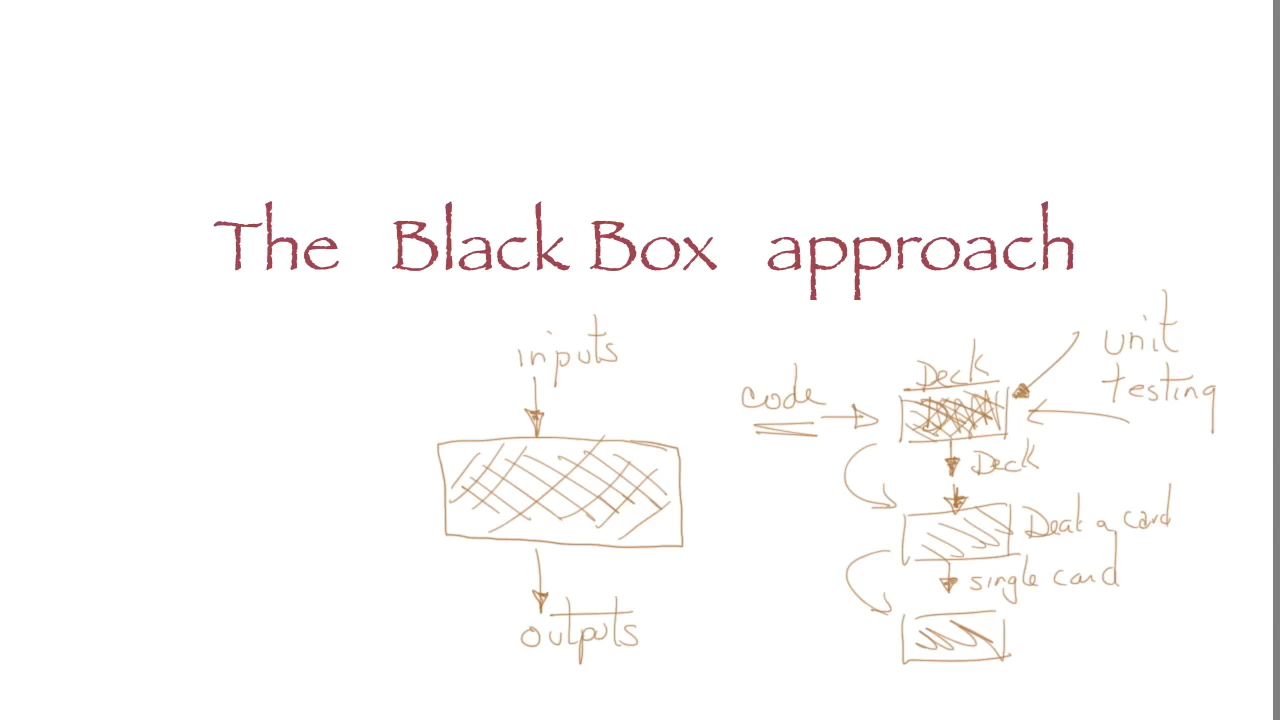 The Black Box approach
inputs
outputs
code
Deck
unit
testing
Deck
Deal a card
single card